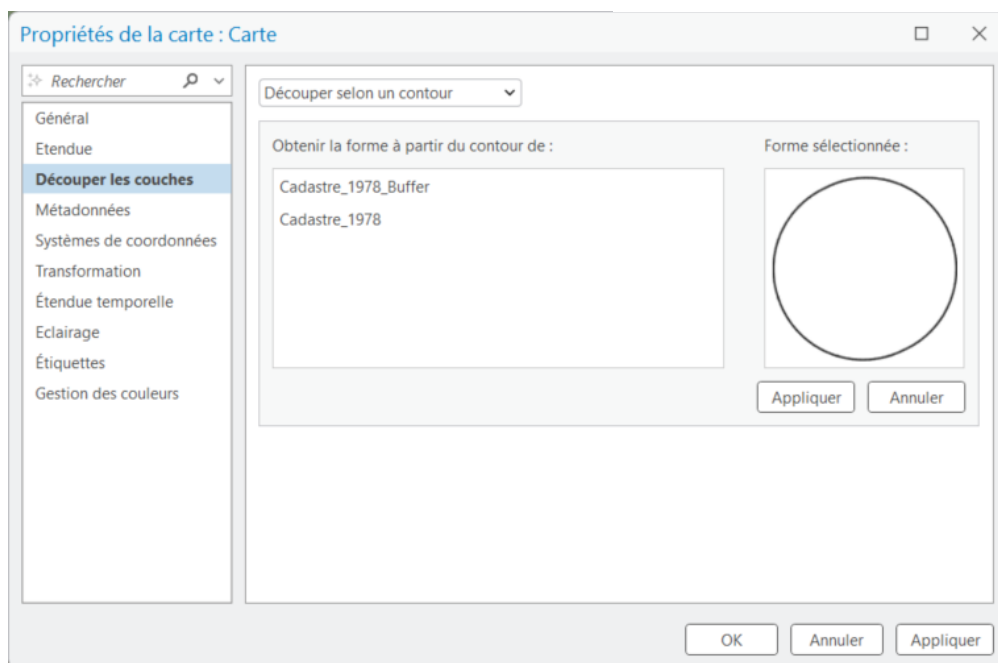 Propriétés de la carte : Carte
Rechercher
Général
Etendue
Découper les couches
Métadonnées
Systèmes de coordonnées
Transformation
Étendue temporelle
Eclairage
Étiquettes
Gestion des couleurs
Découper selon un contour
Obtenir la forme à partir du contour de :
Cadastre_1978_Buffer
Cadastre_1978
Forme sélectionnée :
Appliquer
Annuler
OK
Annuler
Appliquer